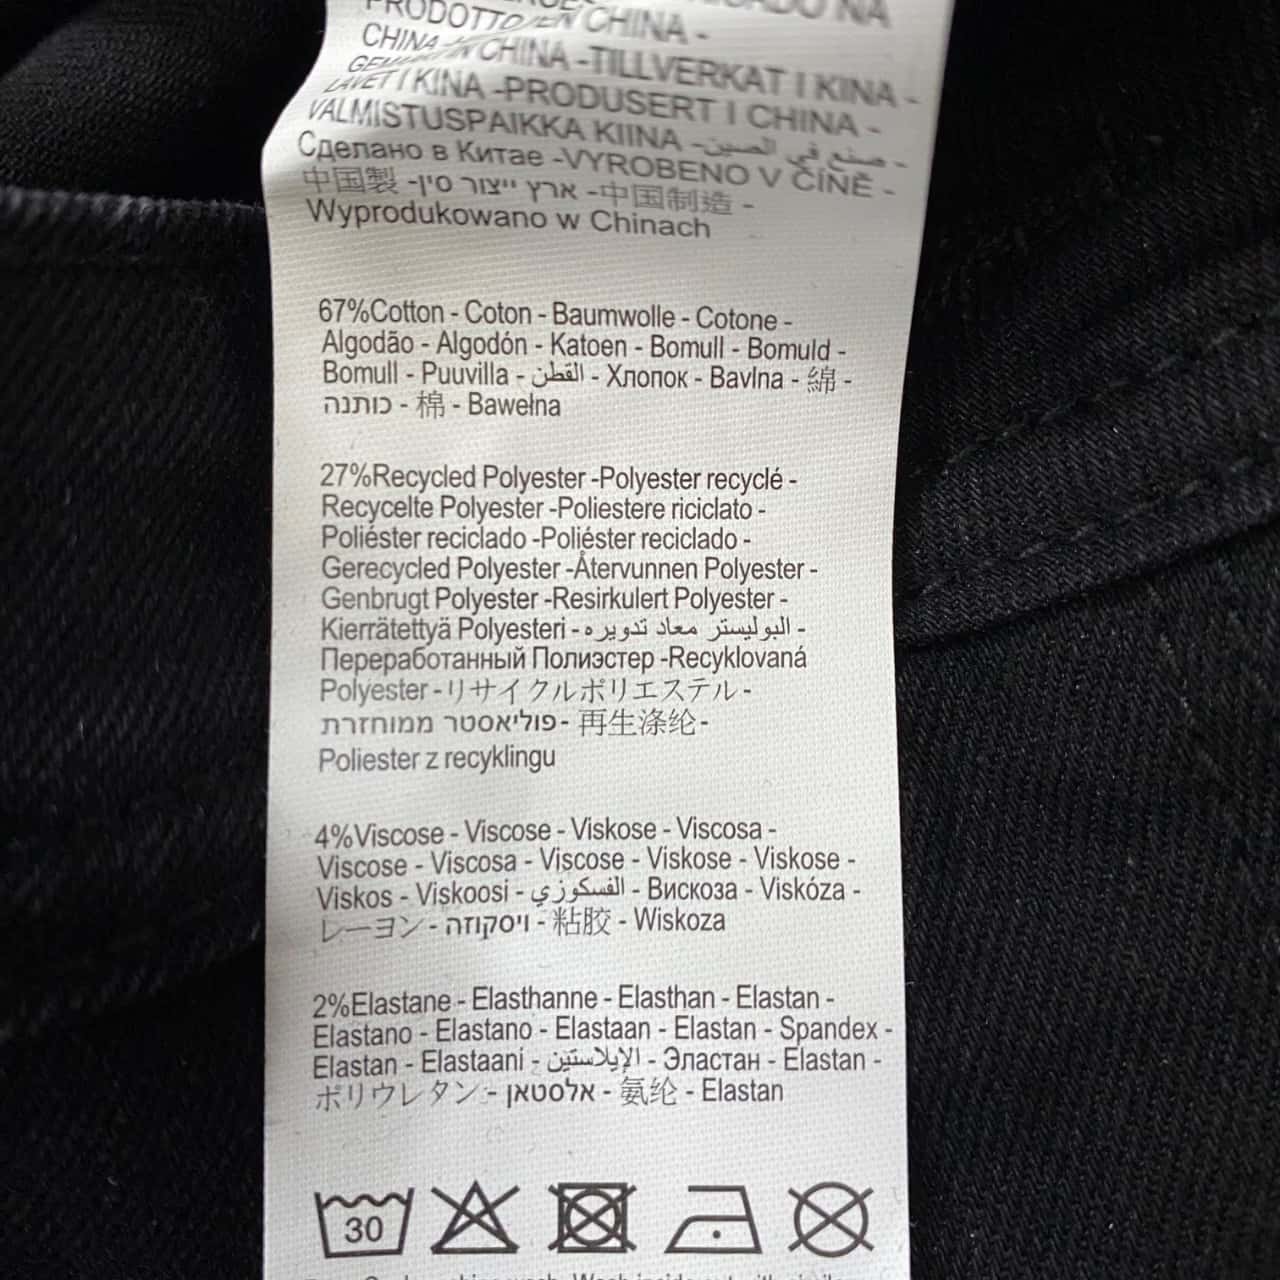 PRODOTTO EN CHINA -
CHINA IN CHINA -TILLVERKAT I KINA -
I KINA -PRODUSERT I CHINA -
VALMISTUSPAIKKA KIINA -صنع في الصين -
Сделано в Китае -VYROBENO V ČÍNĚ -
中国製 -ארץ ייצור סין -中国制造 -
Wyprodukowano w Chinach
67%Cotton - Coton - Baumwolle - Cotone -
Algodão - Algodón - Katoen - Bomull - Bomuld -
Bomull - Puuvilla - القطن - Хлопок - Bavlna - 綿 -
כותנה - 棉 - Bawełna
27%Recycled Polyester -Polyester recyclé -
Recycelte Polyester -Poliestere riciclato -
Poliéster reciclado -Poliéster reciclado -
Gerecycled Polyester -Återvunnen Polyester -
Genbrugt Polyester -Resirkulert Polyester -
Kierrätettyä Polyesteri - البوليستر معاد تدويره -
Переработанный Полиэстер -Recyklovaná
Polyester -リサイクルポリエステル -
פוליאסטר ממוחזרת - 再生涤纶 -
Poliester z recyklingu
4%Viscose - Viscose - Viskose - Viscosa -
Viscose - Viscosa - Viscose - Viskose - Viskose -
Viskos - Viskoosi - الفسكوزي - Вискоза - Viskóza -
レーヨン - ויסקוזה - 粘胶 - Wiskoza
2%Elastane - Elasthanne - Elasthan - Elastan -
Elastano - Elastano - Elastaan - Elastan - Spandex -
Elastan - Elastaani - الإيلاستين - Эластан - Elastan -
ポリウレタン - אלסטאן - 氨纶 - Elastan
30